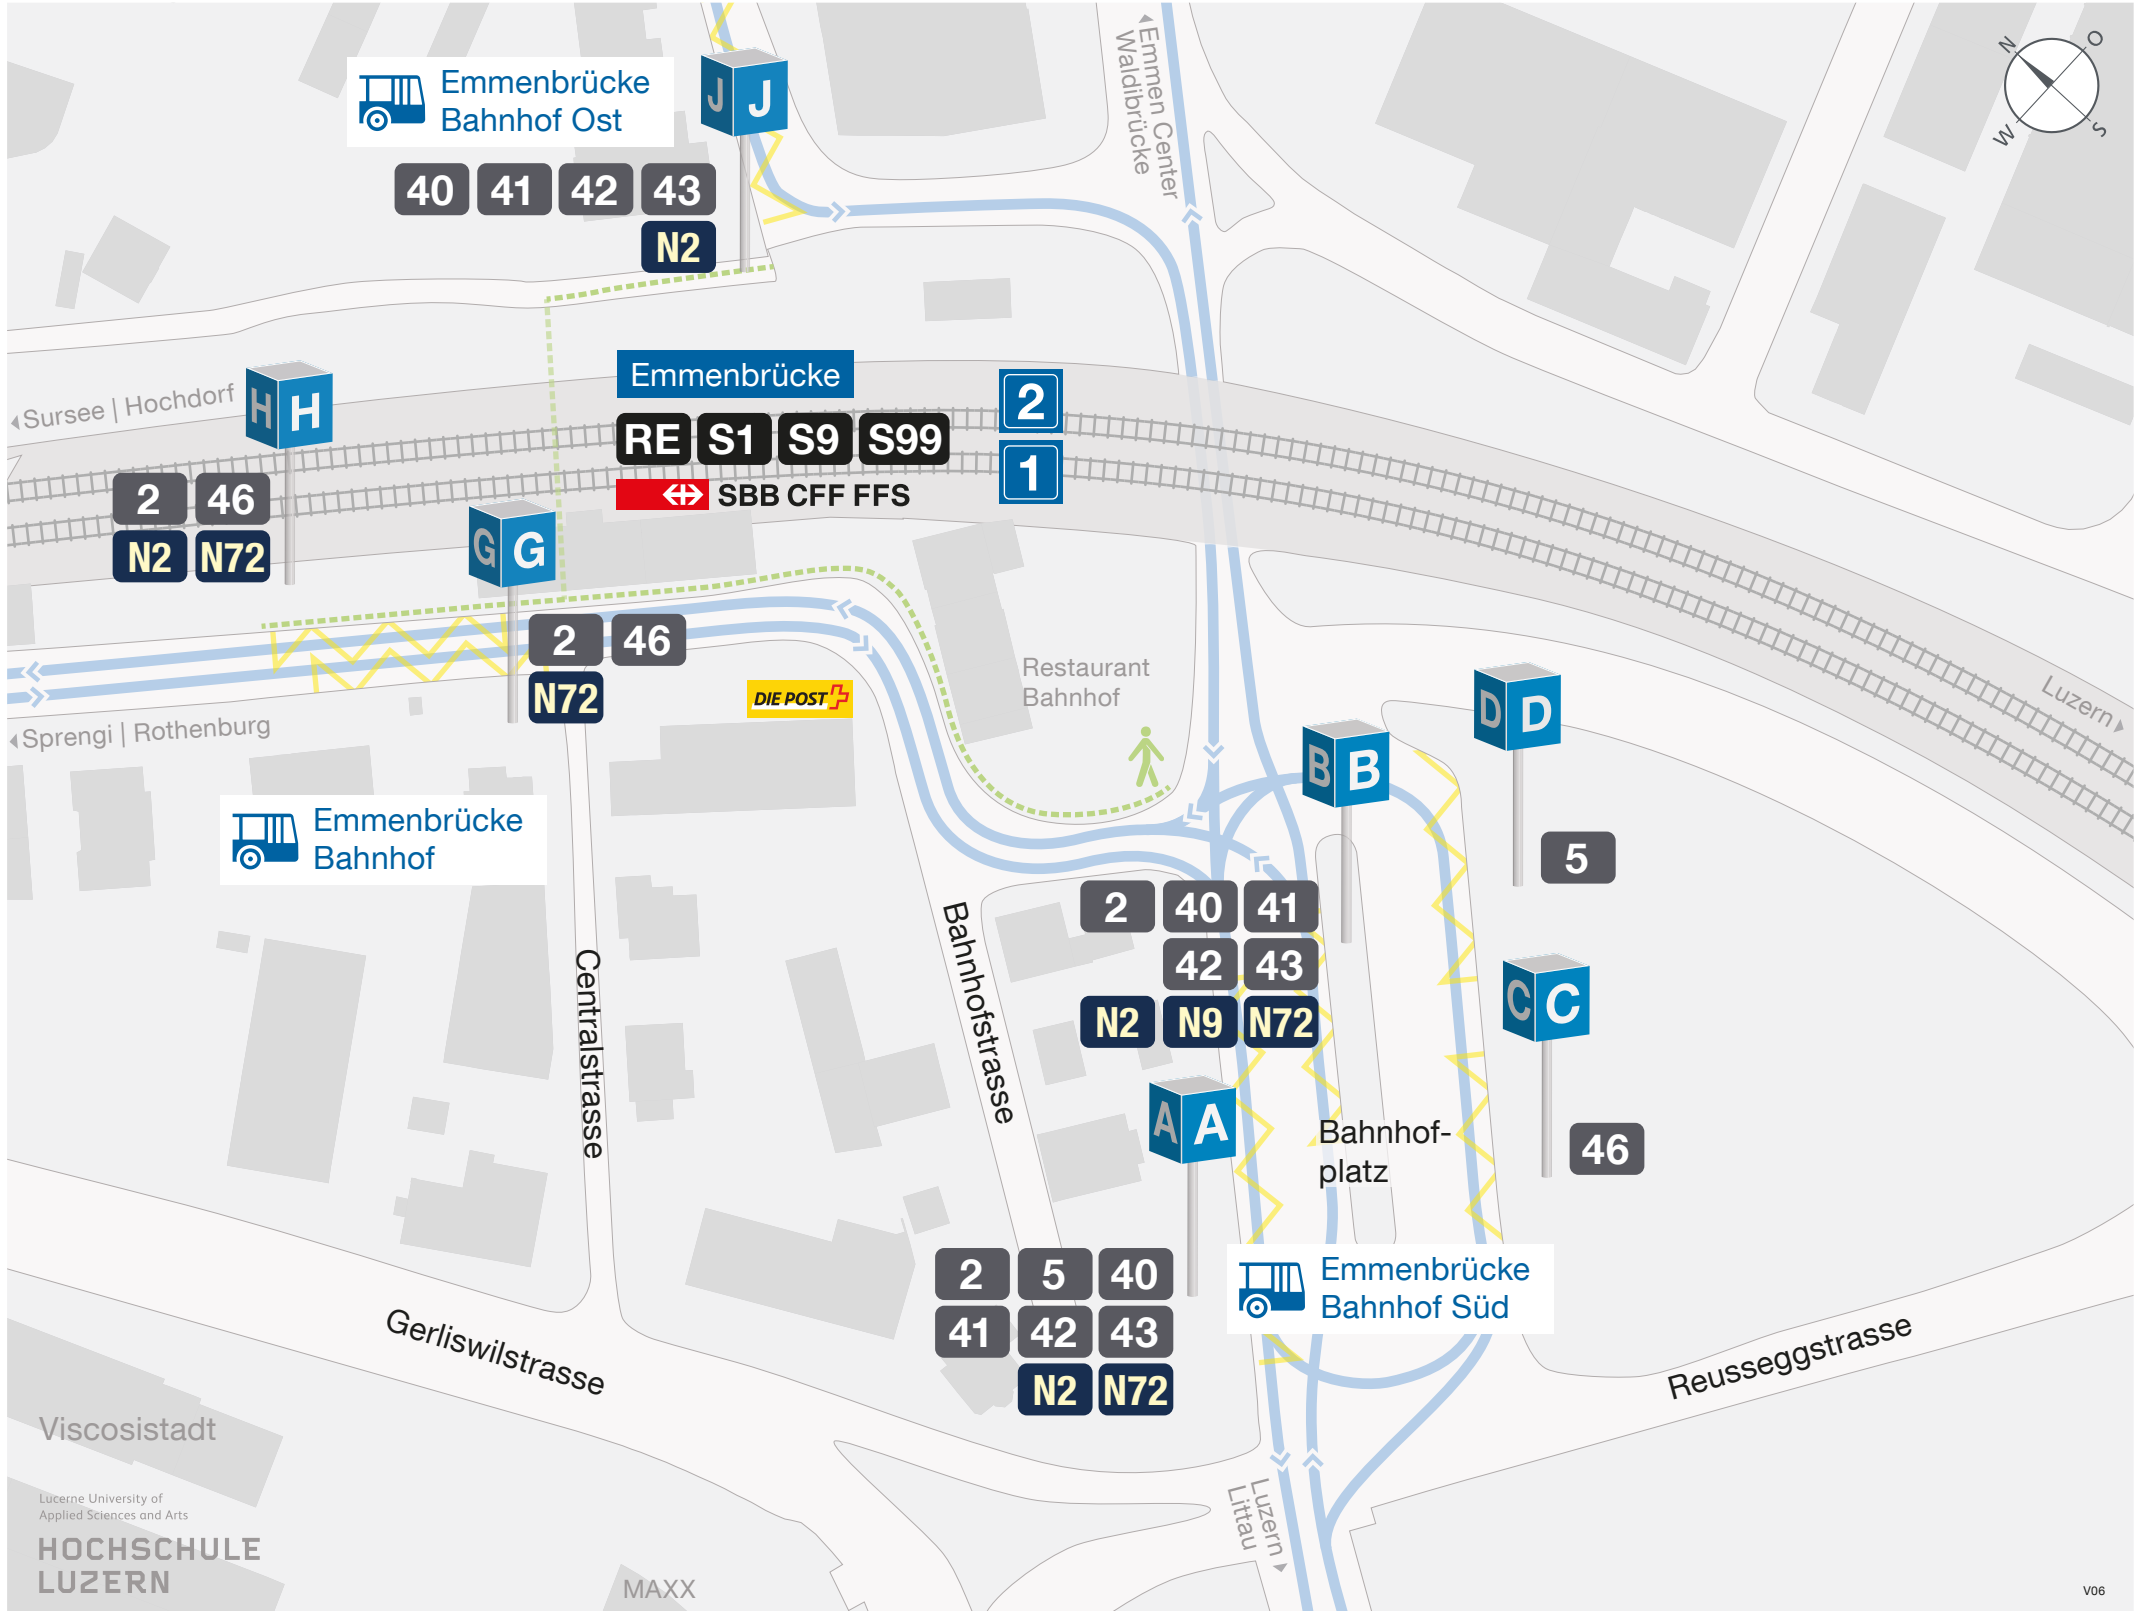 Emmen Center
Waldibrücke
N
O
W
S
Emmenbrücke
Bahnhof Ost
J J
40 41 42 43
N2
Sursee | Hochdorf
H H
2 46
N2 N72
Emmenbrücke
RE S1 S9 S99
SBB CFF FFS
2
1
G G
2 46
N72
DIE POST
Restaurant
Bahnhof
Luzern
Sprengi | Rothenburg
Emmenbrücke
Bahnhof
B B
D D
5
2 40 41
42 43
N2 N9 N72
C C
46
Centralstrasse
Bahnhofstrasse
A A
Bahnhof-
platz
2 5 40
41 42 43
N2 N72
Emmenbrücke
Bahnhof Süd
Gerliswilstrasse
Reusseggstrasse
Viscosistadt
Lucerne University of
Applied Sciences and Arts
HOCHSCHULE
LUZERN
MAXX
Luzern
Littau
V06